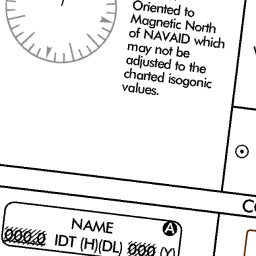 Oriented to
Magnetic North
of NAVAID which
may not be
adjusted to the
charted isogonic
values.
NAME
A
000.0 IDT (H)(DL) 000 (Y)